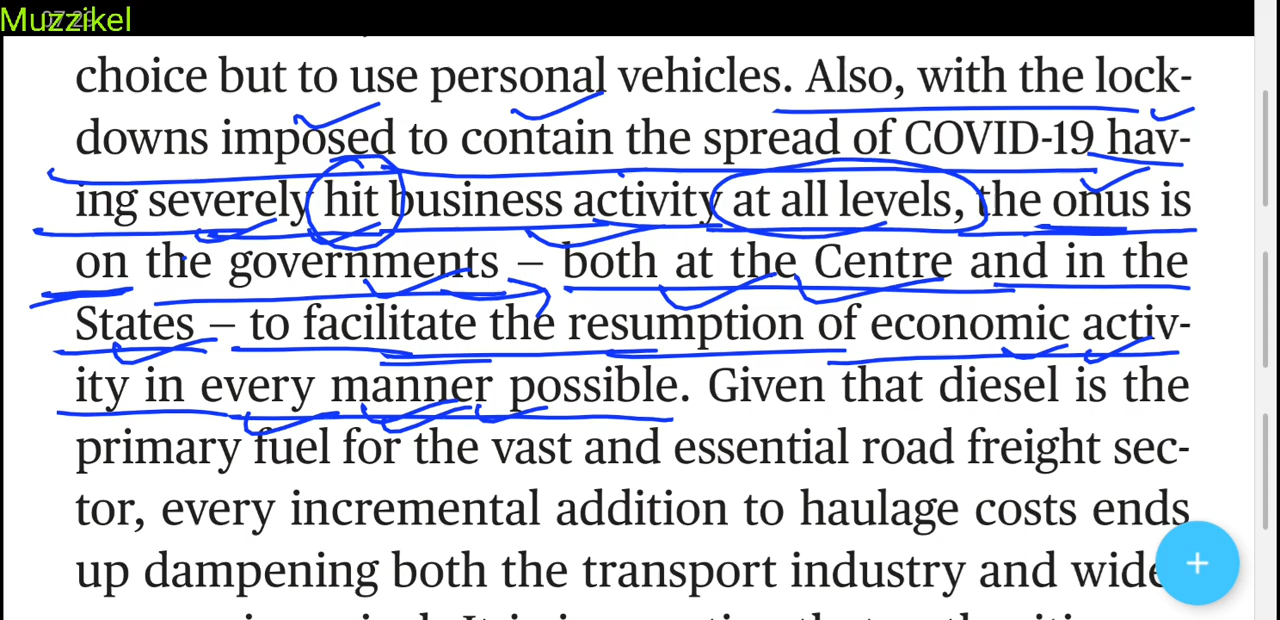 Muzzikel
choice but to use personal vehicles. Also, with the lock-
downs imposed to contain the spread of COVID-19 hav-
ing severely hit business activity at all levels, the onus is
on the governments – both at the Centre and in the
States – to facilitate the resumption of economic activ-
ity in every manner possible. Given that diesel is the
primary fuel for the vast and essential road freight sec-
tor, every incremental addition to haulage costs ends
up dampening both the transport industry and wide